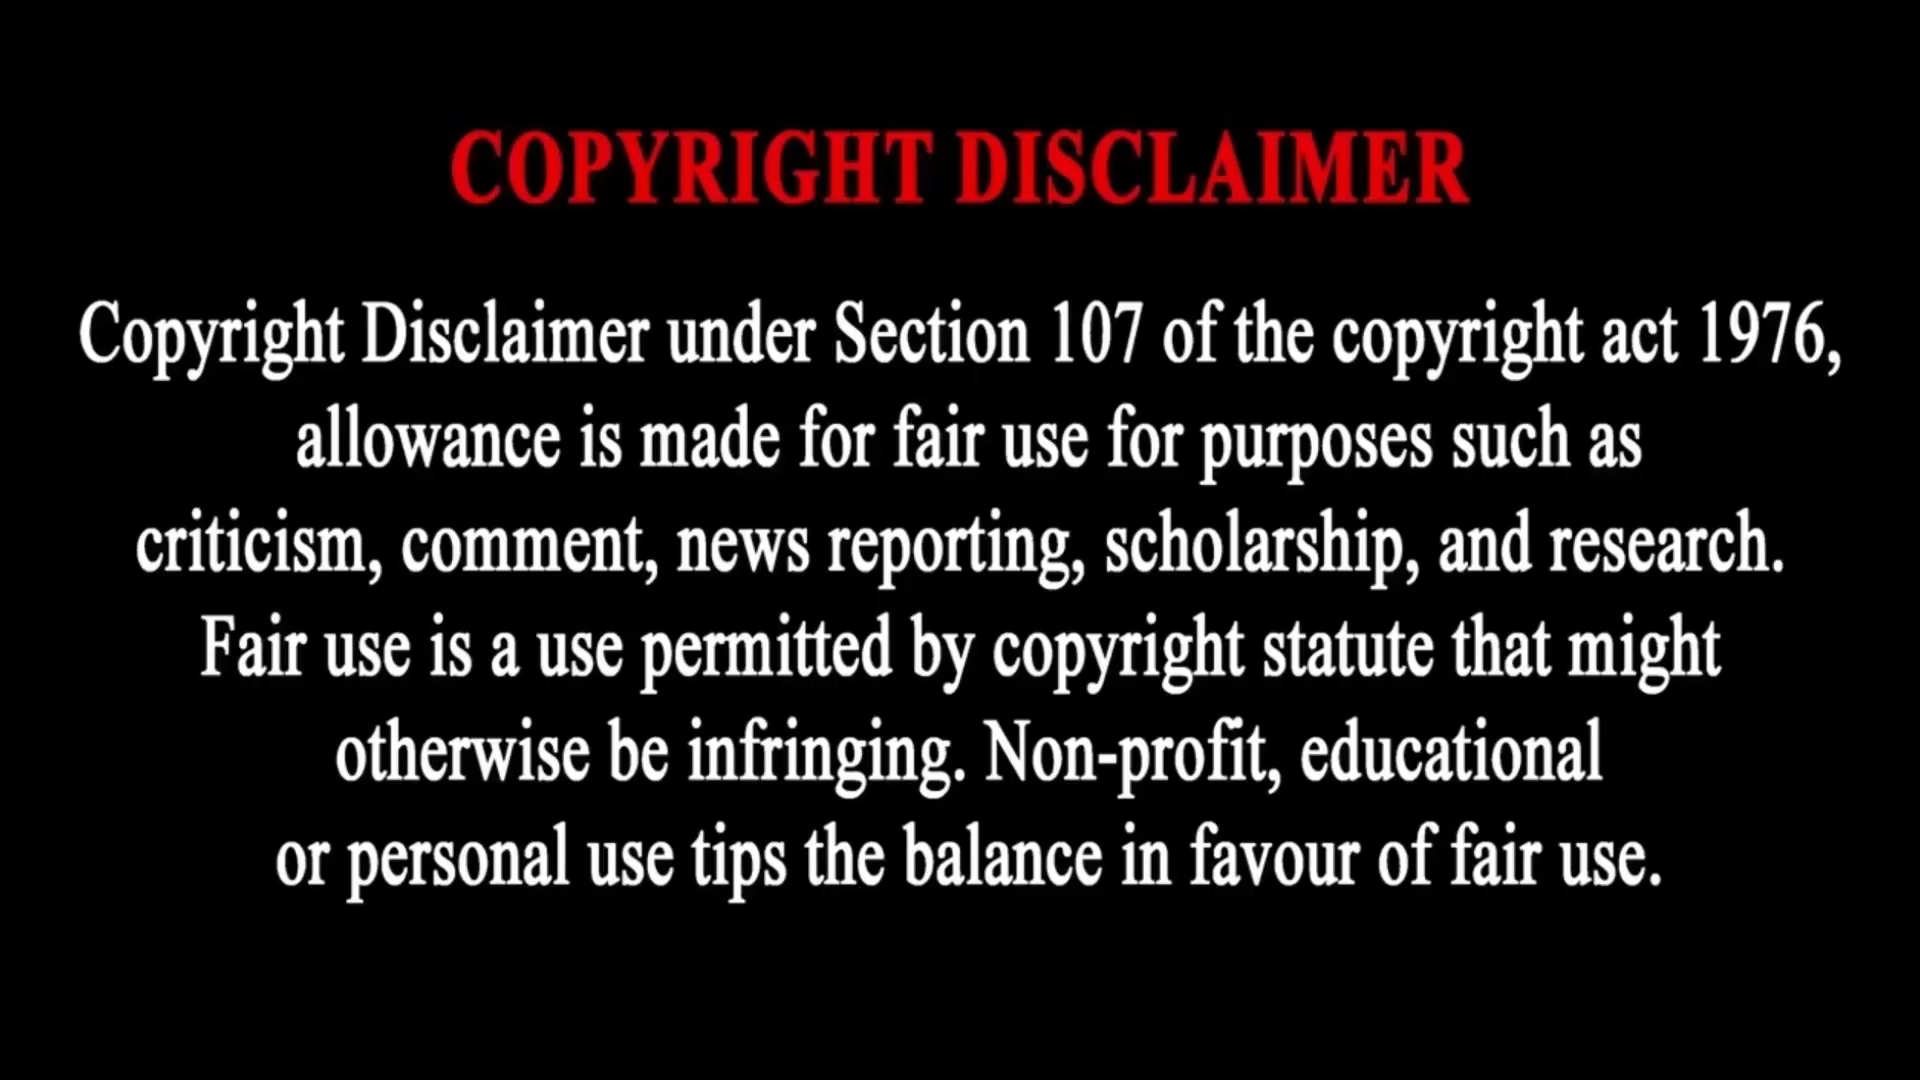 COPYRIGHT DISCLAIMER
Copyright Disclaimer under Section 107 of the copyright act 1976,
allowance is made for fair use for purposes such as
criticism, comment, news reporting, scholarship, and research.
Fair use is a use permitted by copyright statute that might
otherwise be infringing. Non-profit, educational
or personal use tips the balance in favour of fair use.